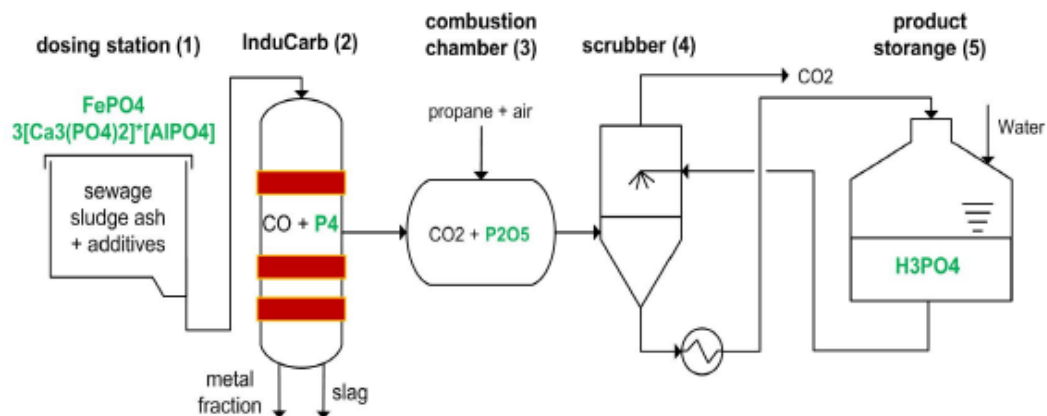 dosing station (1)
InduCarb (2)
combustion
chamber (3)
scrubber (4)
product
storange (5)
FePO4
3[Ca3(PO4)2]*[AlPO4]
sewage
sludge ash
+ additives
CO + P4
metal
fraction
slag
propane + air
CO2 + P2O5
CO2
Water
H3PO4